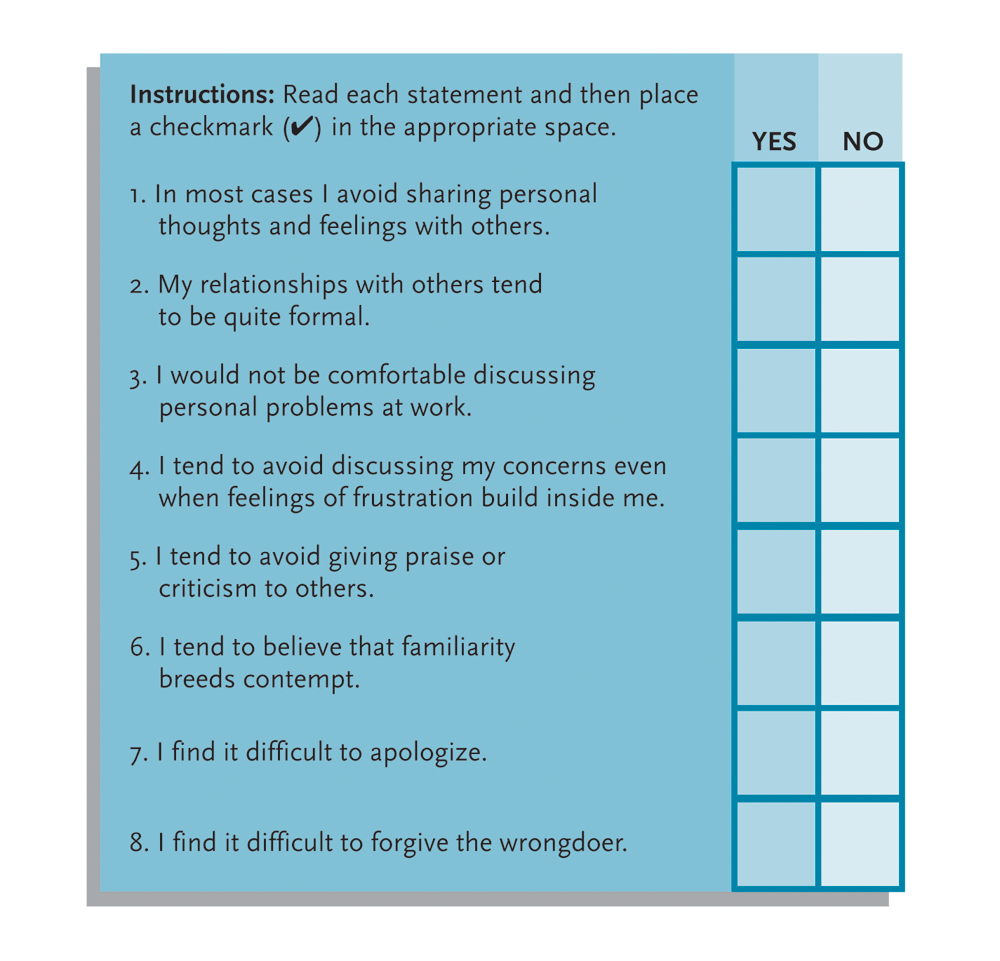 Instructions: Read each statement and then place
a checkmark (✔) in the appropriate space.
YES NO
1. In most cases I avoid sharing personal
thoughts and feelings with others.
2. My relationships with others tend
to be quite formal.
3. I would not be comfortable discussing
personal problems at work.
4. I tend to avoid discussing my concerns even
when feelings of frustration build inside me.
5. I tend to avoid giving praise or
criticism to others.
6. I tend to believe that familiarity
breeds contempt.
7. I find it difficult to apologize.
8. I find it difficult to forgive the wrongdoer.